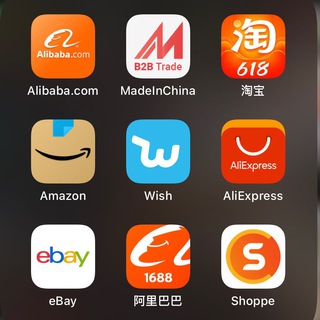 Alibaba.com
B2B Trade
淘
618
Alibaba.com
MadeInChina
淘宝
AliExpress
Amazon
Wish
AliExpress
ebay
1688
S
eBay
阿里巴巴
Shoppe